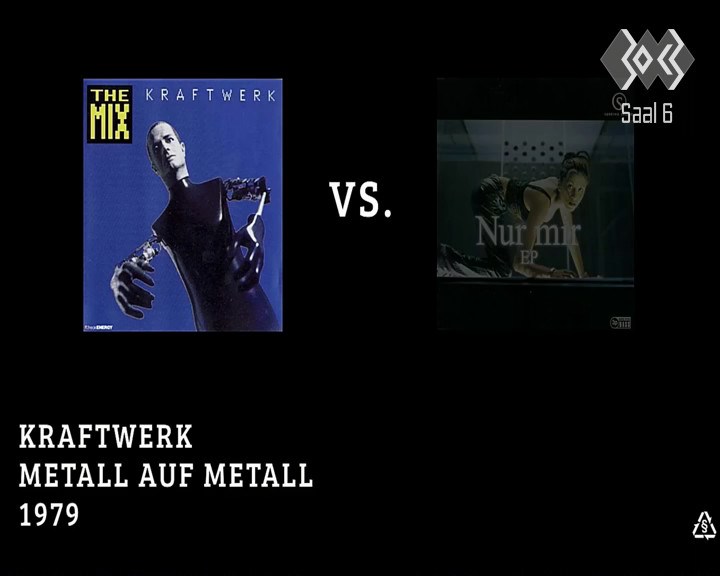 THE
MIX
KRAFTWERK
VS.
Nur mir
EP
Saal 6
KRAFTWERK
METALL AUF METALL
1979
§